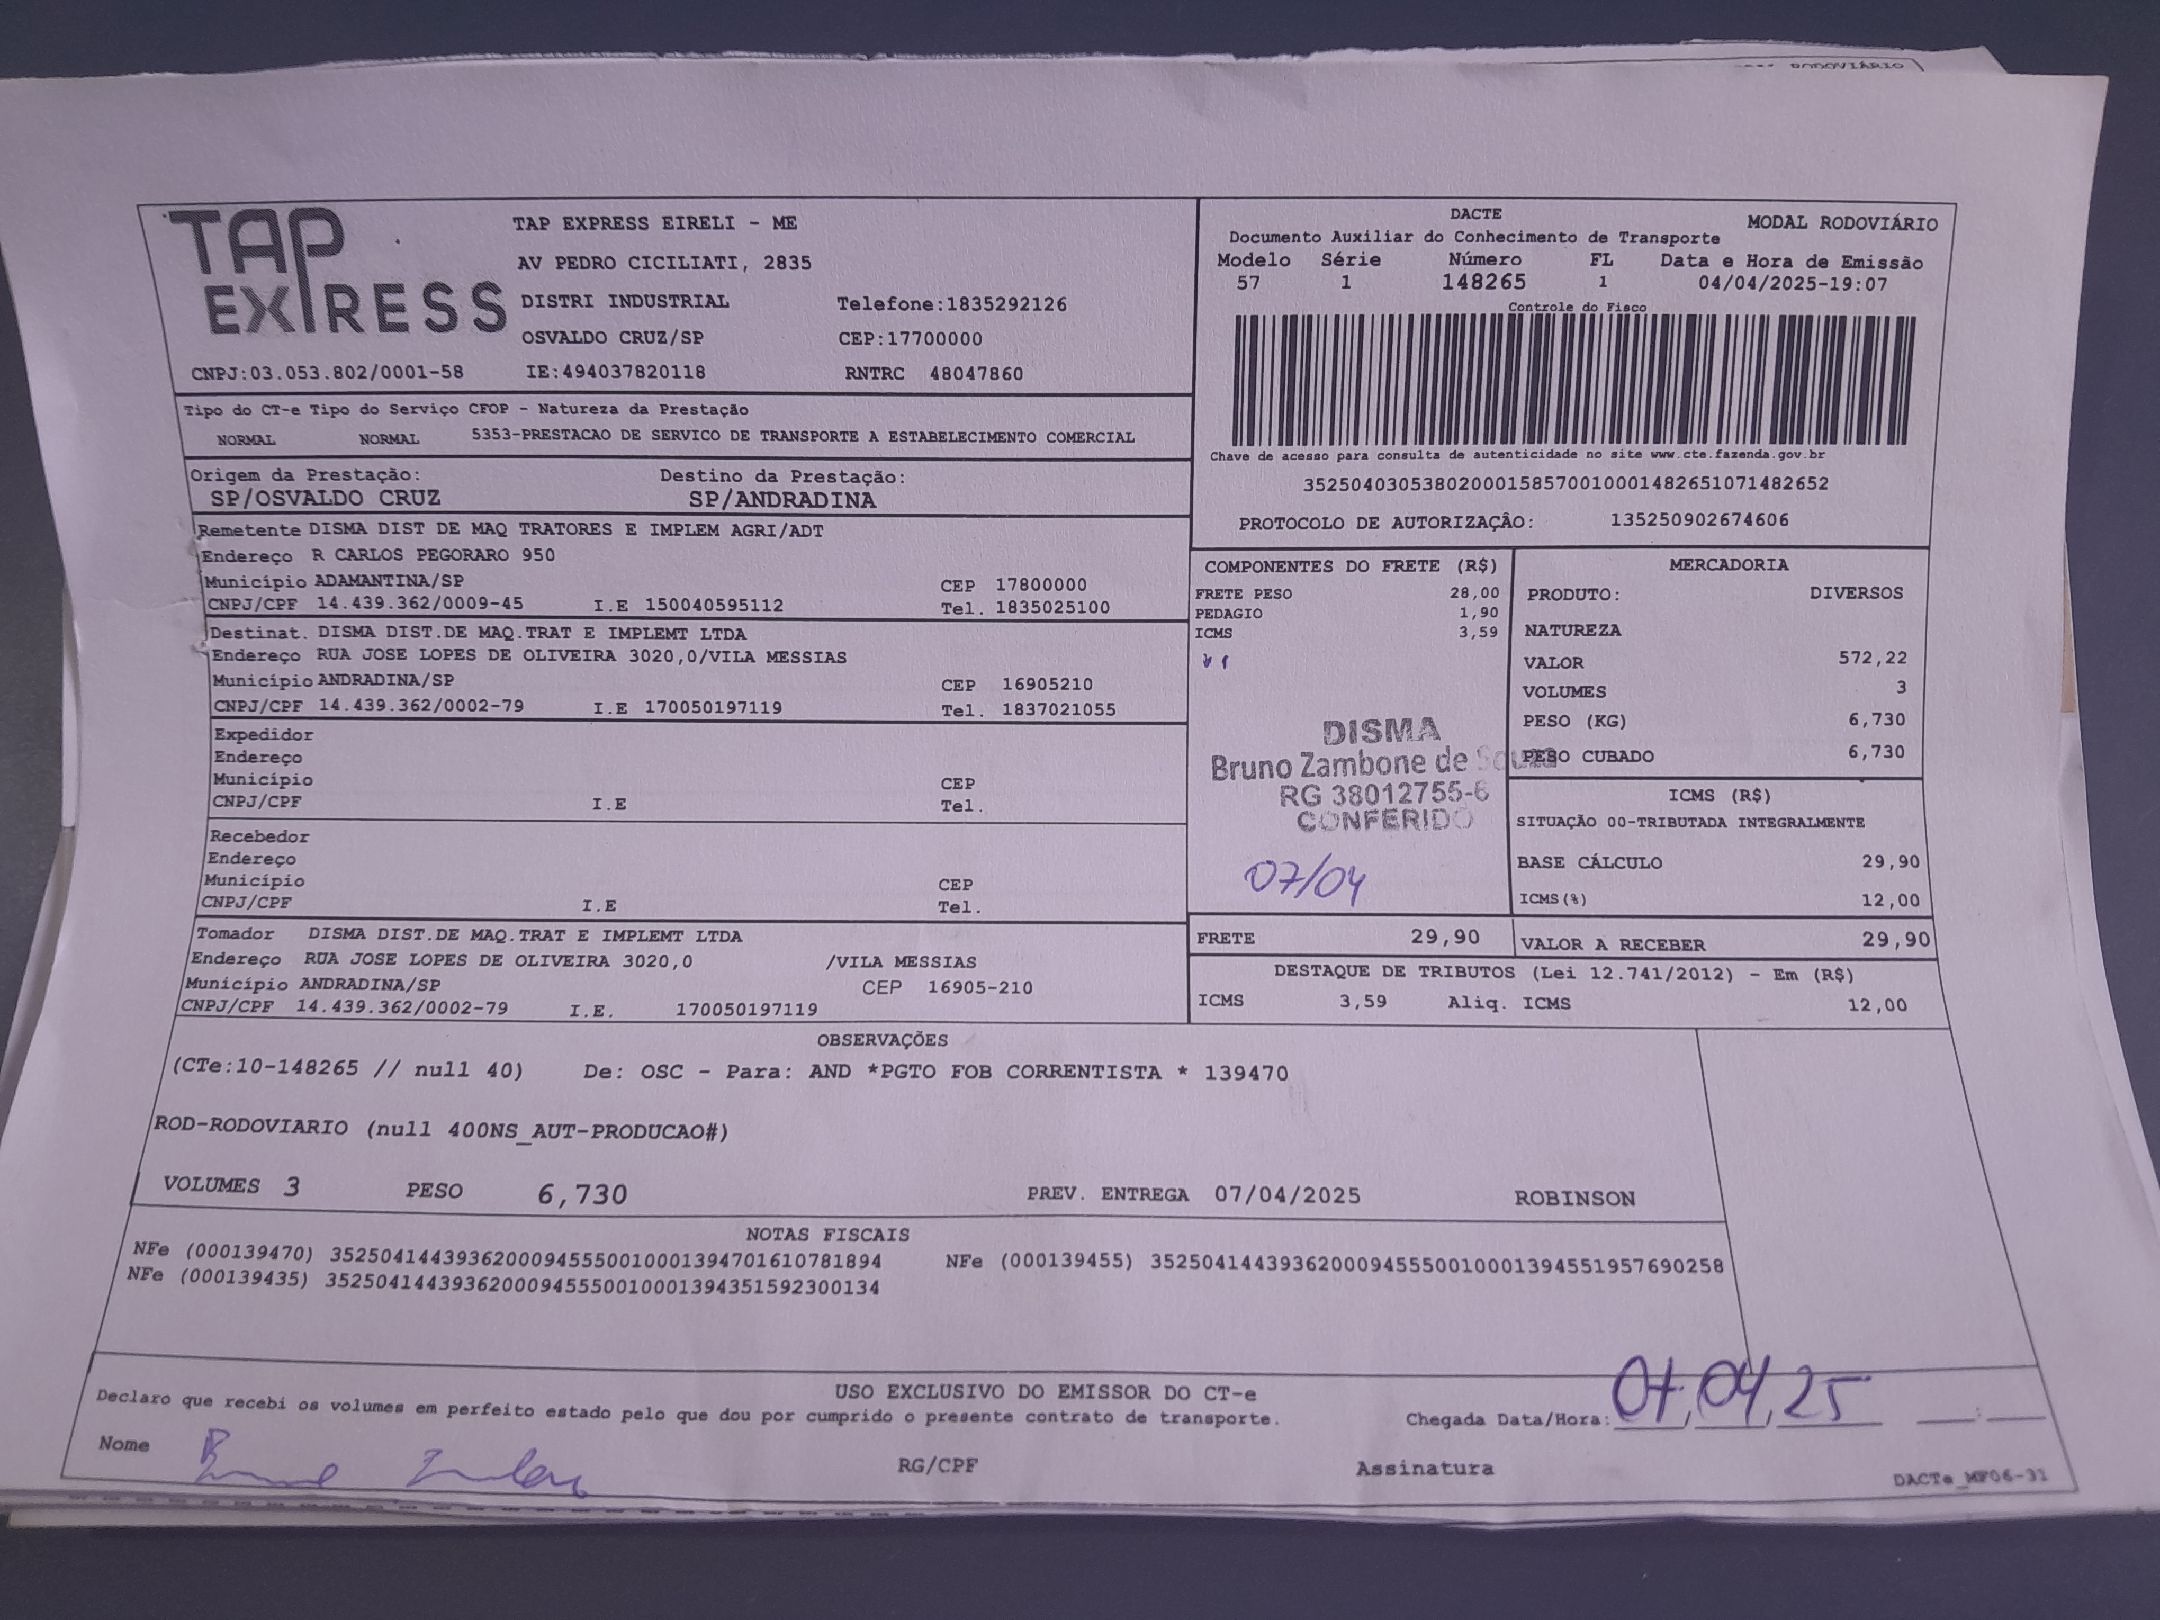 RODOVIÁRIO
TAP EXPRESS
TAP EXPRESS EIRELI - ME
AV PEDRO CICILIATI, 2835
DISTRI INDUSTRIAL Telefone:1835292126
OSVALDO CRUZ/SP CEP:17700000
CNPJ:03.053.802/0001-58 IE:494037820118 RNTRC 48047860
DACTE MODAL RODOVIÁRIO
Documento Auxiliar do Conhecimento de Transporte
Modelo Série Número FL Data e Hora de Emissão
57 1 148265 1 04/04/2025-19:07
Controle do Fisco
Chave de acesso para consulta de autenticidade no site www.cte.fazenda.gov.br
35250403053802000158570010001482651071482652
PROTOCOLO DE AUTORIZAÇÂO: 135250902674606
Tipo do CT-e Tipo do Serviço CFOP - Natureza da Prestação
NORMAL NORMAL 5353-PRESTACAO DE SERVICO DE TRANSPORTE A ESTABELECIMENTO COMERCIAL
Origem da Prestação: Destino da Prestação:
SP/OSVALDO CRUZ SP/ANDRADINA
Remetente DISMA DIST DE MAQ TRATORES E IMPLEM AGRI/ADT
Endereço R CARLOS PEGORARO 950
Município ADAMANTINA/SP CEP 17800000
CNPJ/CPF 14.439.362/0009-45 I.E 150040595112 Tel. 1835025100
Destinat. DISMA DIST.DE MAQ.TRAT E IMPLEMT LTDA
Endereço RUA JOSE LOPES DE OLIVEIRA 3020,0/VILA MESSIAS
Município ANDRADINA/SP CEP 16905210
CNPJ/CPF 14.439.362/0002-79 I.E 170050197119 Tel. 1837021055
Expedidor
Endereço
Município CEP
CNPJ/CPF I.E Tel.
Recebedor
Endereço
Município CEP
CNPJ/CPF I.E Tel.
Tomador DISMA DIST.DE MAQ.TRAT E IMPLEMT LTDA
Endereço RUA JOSE LOPES DE OLIVEIRA 3020,0 /VILA MESSIAS
Município ANDRADINA/SP CEP 16905-210
CNPJ/CPF 14.439.362/0002-79 I.E. 170050197119
COMPONENTES DO FRETE (R$)
FRETE PESO 28,00
PEDAGIO 1,90
ICMS 3,59
DISMA
Bruno Zambone de Souza
RG 38012755-6
CONFERIDO
07/04
MERCADORIA
PRODUTO: DIVERSOS
NATUREZA
VALOR 572,22
VOLUMES 3
PESO (KG) 6,730
PESO CUBADO 6,730
ICMS (R$)
SITUAÇÃO 00-TRIBUTADA INTEGRALMENTE
BASE CÁLCULO 29,90
ICMS(%) 12,00
FRETE 29,90 VALOR A RECEBER 29,90
DESTAQUE DE TRIBUTOS (Lei 12.741/2012) - Em (R$)
ICMS 3,59 Aliq. ICMS 12,00
OBSERVAÇÕES
(CTe:10-148265 // null 40) De: OSC - Para: AND *PGTO FOB CORRENTISTA * 139470
ROD-RODOVIARIO (null 400NS_AUT-PRODUCAO#)
VOLUMES 3 PESO 6,730 PREV. ENTREGA 07/04/2025 ROBINSON
NOTAS FISCAIS
NFe (000139470) 35250414439362000945550010001394701610781894 NFe (000139455) 35250414439362000945550010001394551957690258
NFe (000139435) 35250414439362000945550010001394351592300134
USO EXCLUSIVO DO EMISSOR DO CT-e
Declaro que recebi os volumes em perfeito estado pelo que dou por cumprido o presente contrato de transporte. Chegada Data/Hora: 07/04/25 __:__
Nome RG/CPF Assinatura
DACTe_MF06-31